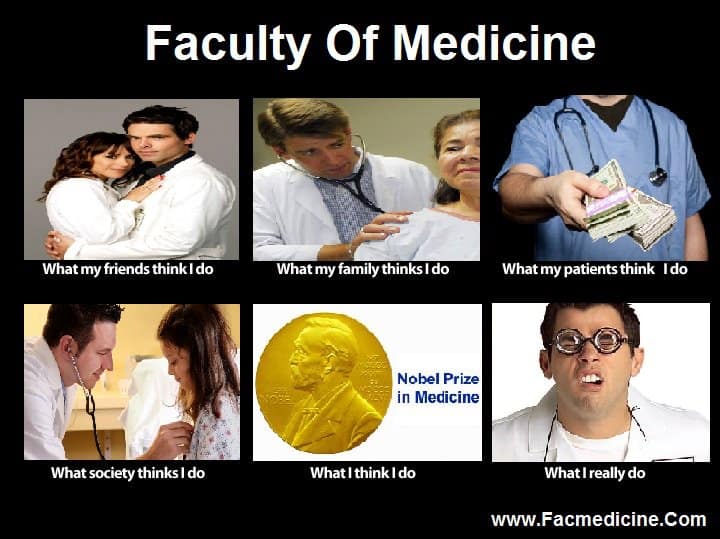 Faculty Of Medicine
What my friends think I do
What my family thinks I do
What my patients think I do
What society thinks I do
Nobel Prize
in Medicine
What I think I do
What I really do
www.Facmedicine.Com